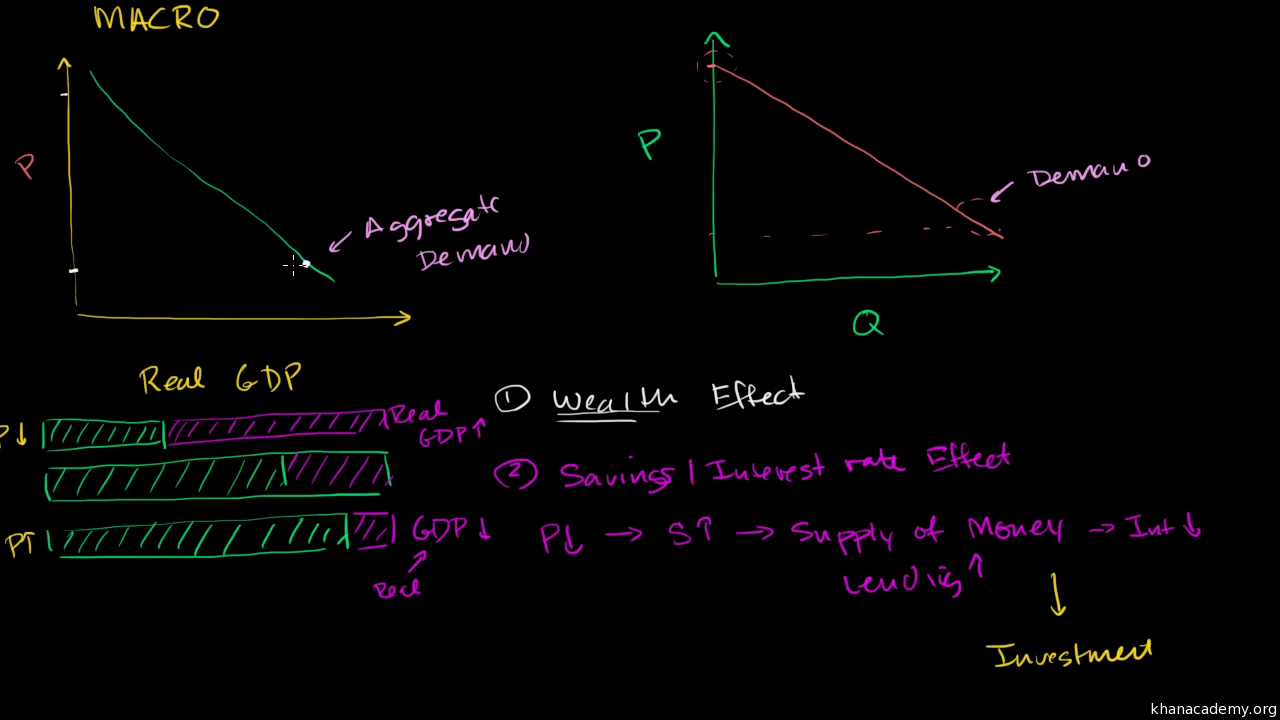 MACRO
P
Aggregate
Demand
Real GDP
P
Demand
Q
P↓
Real
GDP↑
P↑
GDP↓
Real
① Wealth Effect
② Savings / Interest rate Effect
P↓ → S↑ → Supply of Money → Int↓
Lending↑
↓
Investment
khanacademy.org